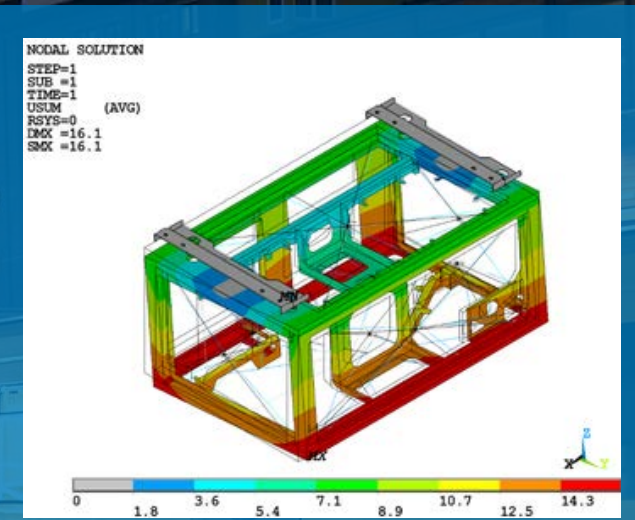 NODAL SOLUTION
STEP=1
SUB =1
TIME=1
USUM (AVG)
RSYS=0
DMX =16.1
SMX =16.1
MN
MX
Z
X Y
0 1.8 3.6 5.4 7.1 8.9 10.7 12.5 14.3